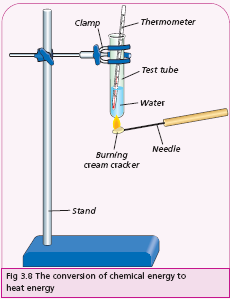 Clamp
Thermometer
Test tube
Water
Burning
cream cracker
Needle
Stand
Fig 3.8 The conversion of chemical energy to
heat energy